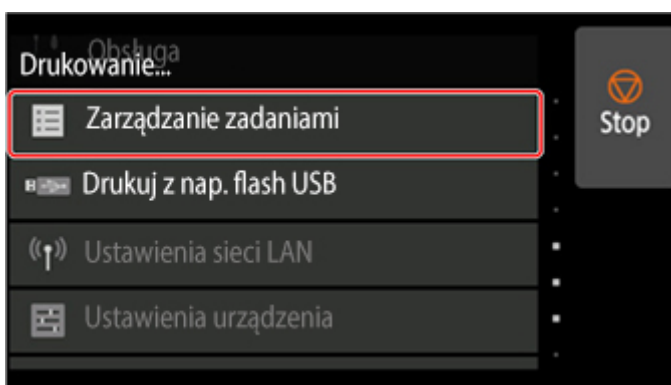 Obsługa
Drukowanie...
Zarządzanie zadaniami
Stop
Drukuj z nap. flash USB
Ustawienia sieci LAN
Ustawienia urządzenia